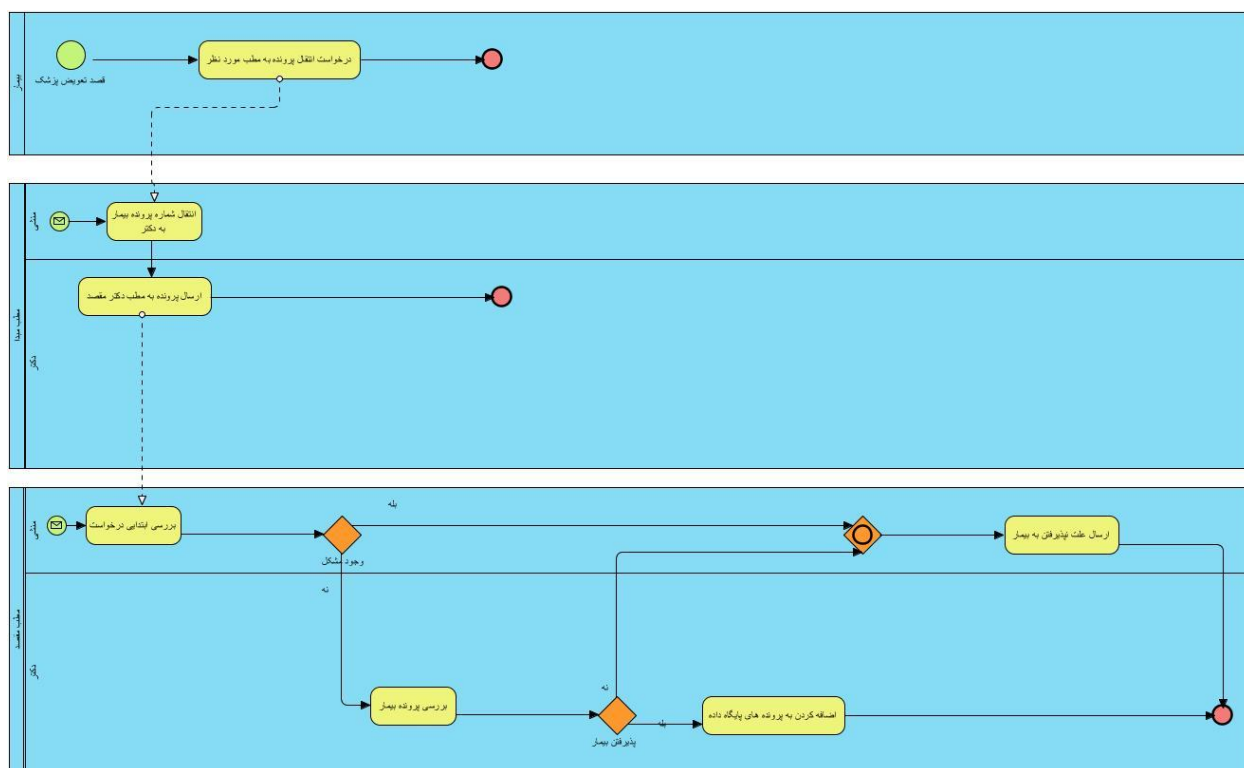 بیمار
قصد تعویض پزشک
درخواست انتقال پرونده به مطب مورد نظر
مطب مبدا
منشی
انتقال شماره پرونده بیمار
به دکتر
دکتر
ارسال پرونده به مطب دکتر مقصد
مطب مقصد
منشی
بررسی ابتدایی درخواست
وجود مشکل
بله
نه
ارسال علت نپذیرفتن به بیمار
دکتر
بررسی پرونده بیمار
پذیرفتن بیمار
نه
بله
اضافه کردن به پرونده های پایگاه داده